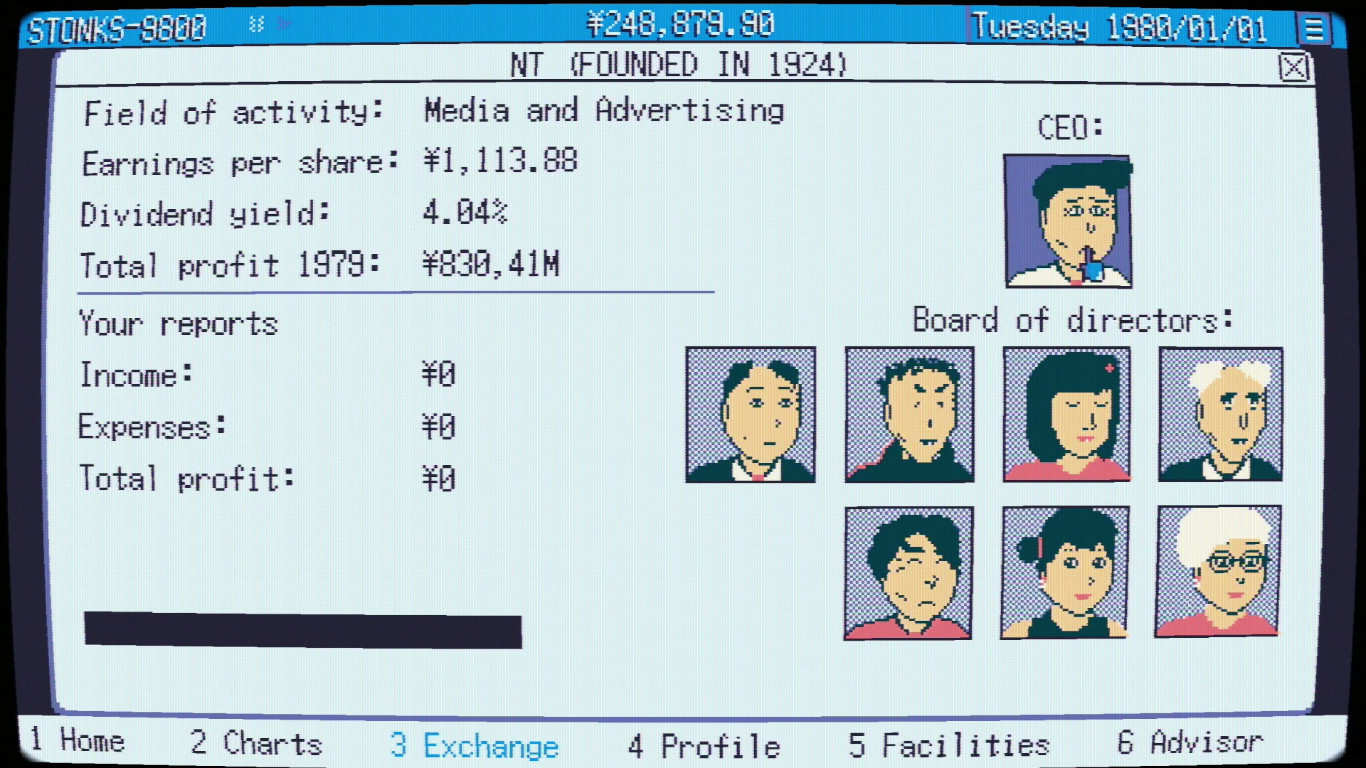 STONKS-9800 ¥248,879.90 Tuesday 1980/01/01
NT (FOUNDED IN 1924)
Field of activity: Media and Advertising
Earnings per share: ¥1,113.88
Dividend yield: 4.04%
Total profit 1979: ¥830,41M
CEO:
Your reports
Income: ¥0
Expenses: ¥0
Total profit: ¥0
Board of directors:
1 Home 2 Charts 3 Exchange 4 Profile 5 Facilities 6 Advisor